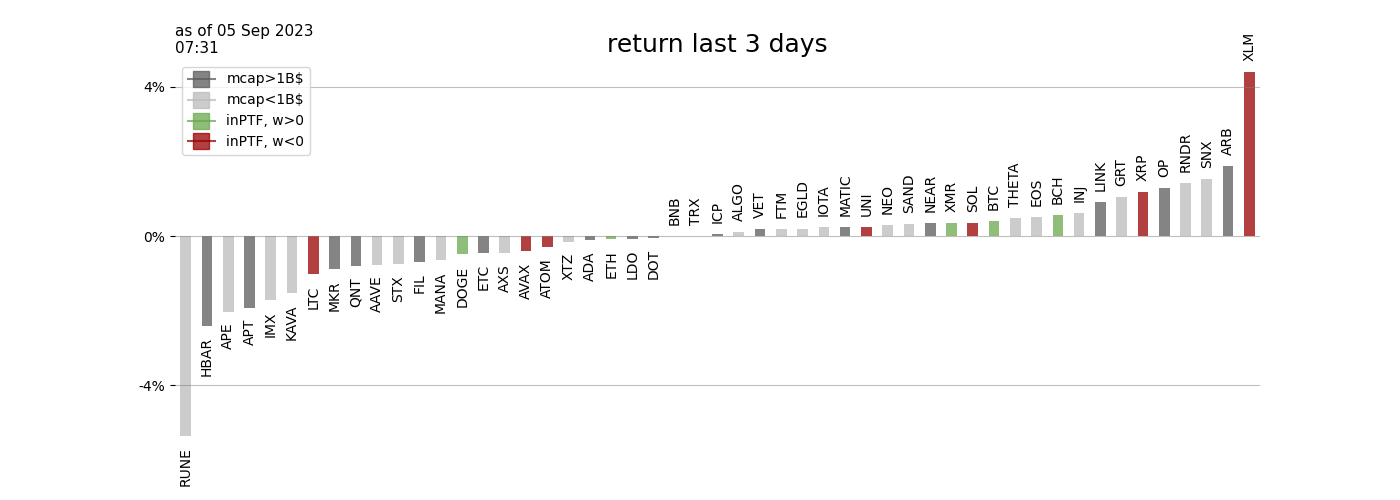 as of 05 Sep 2023
07:31
return last 3 days
mcap>1B$
mcap<1B$
inPTF, w>0
inPTF, w<0
4%
0%
-4%
RUNE
HBAR
APE
APT
IMX
KAVA
LTC
MKR
QNT
AAVE
STX
FIL
MANA
DOGE
ETC
AXS
AVAX
ATOM
XTZ
ADA
ETH
LDO
DOT
BNB
TRX
ICP
ALGO
VET
FTM
EGLD
IOTA
MATIC
UNI
NEO
SAND
NEAR
XMR
SOL
BTC
THETA
EOS
BCH
INJ
LINK
GRT
XRP
OP
RNDR
SNX
ARB
XLM